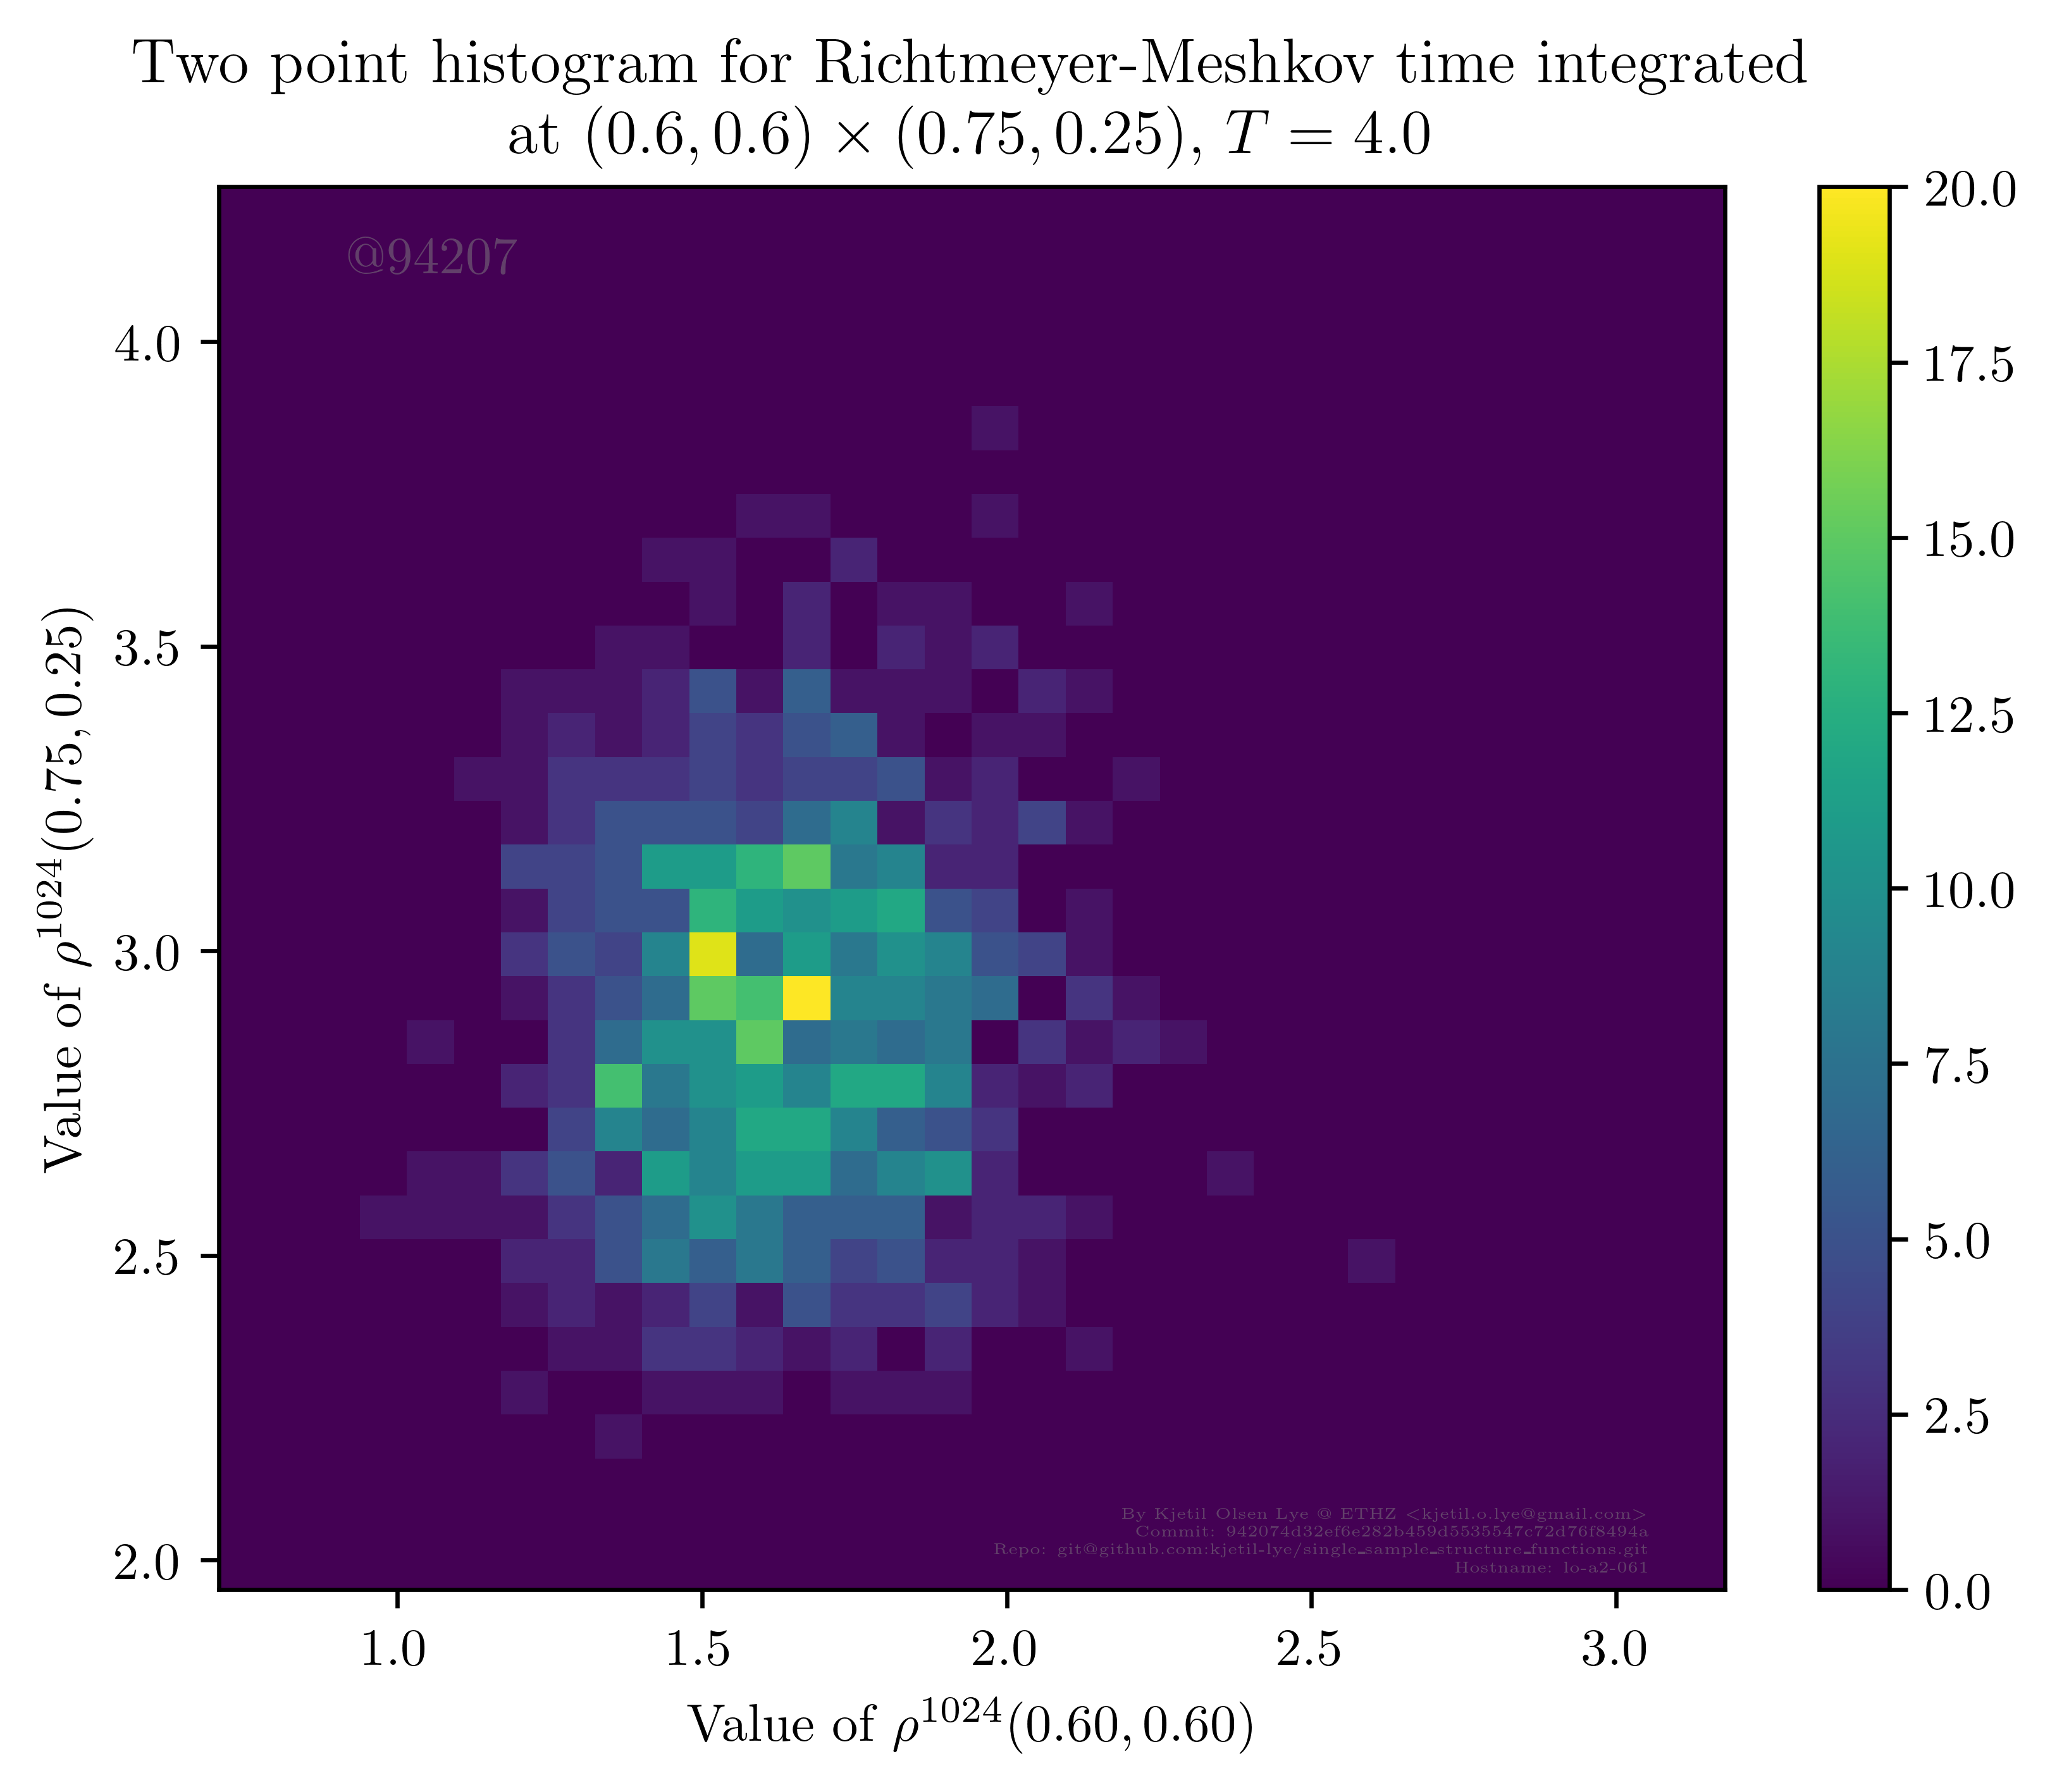 Two point histogram for Richtmeyer-Meshkov time integrated
at (0.6, 0.6) × (0.75, 0.25), T = 4.0
@94207
20.0
17.5
15.0
12.5
10.0
7.5
5.0
2.5
0.0
4.0
3.5
3.0
2.5
2.0
Value of ρ^1024(0.75, 0.25)
By Kjetil Olsen Lye @ ETHZ <kjetil.o.lye@gmail.com>
Commit: 942074d32ef6e282b459d5535547c72d76f8494a
Repo: git@github.com:kjetil-lye/single_sample_structure_functions.git
Hostname: lo-a2-061
1.0 1.5 2.0 2.5 3.0
Value of ρ^1024(0.60, 0.60)